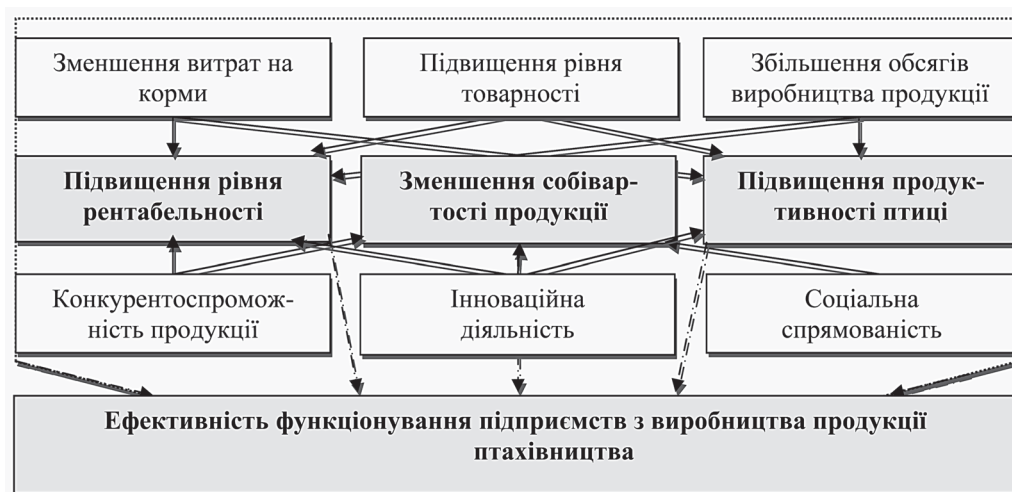 Зменшення витрат на
корми
Підвищення рівня
товарності
Збільшення обсягів
виробництва продукції
Підвищення рівня
рентабельності
Зменшення собівар-
тості продукції
Підвищення продук-
тивності птиці
Конкурентоспромож-
ність продукції
Інноваційна
діяльність
Соціальна
спрямованість
Ефективність функціонування підприємств з виробництва продукції
птахівництва